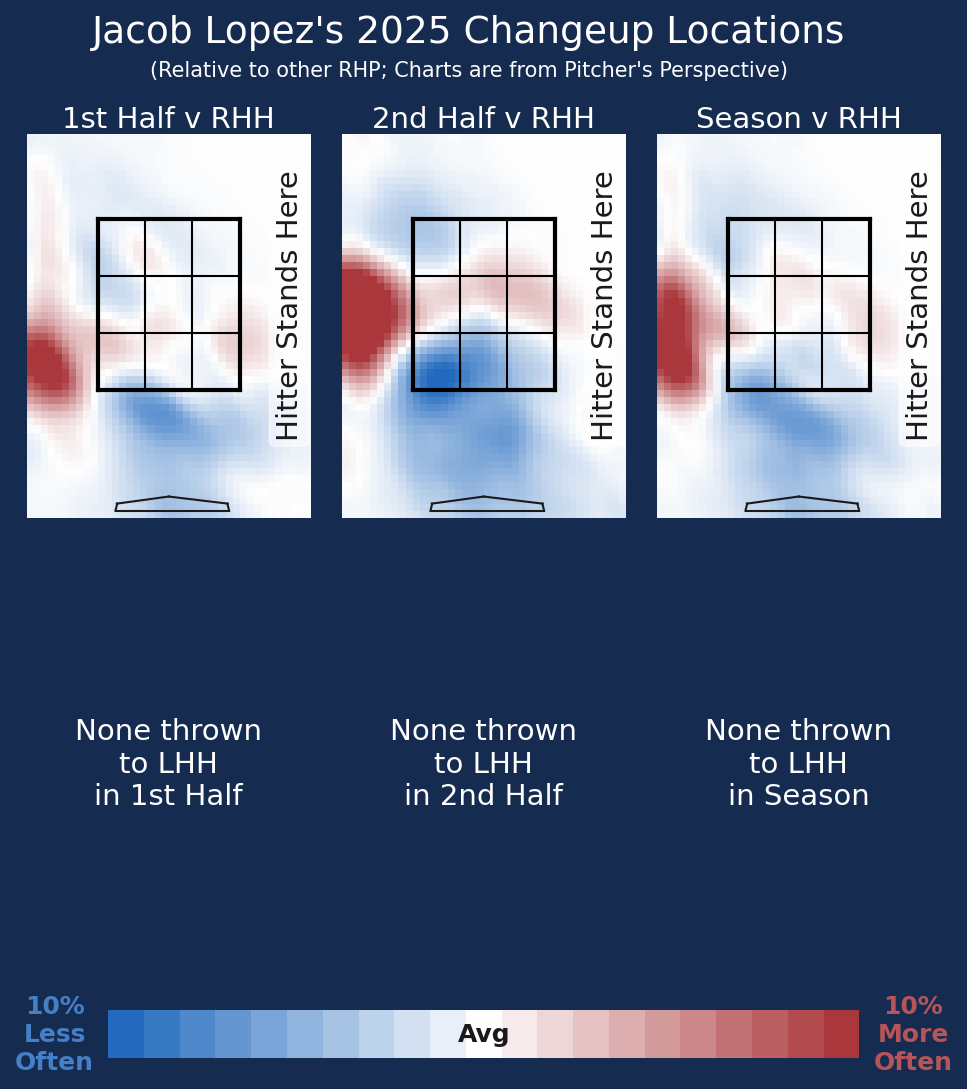 Jacob Lopez's 2025 Changeup Locations
(Relative to other RHP; Charts are from Pitcher's Perspective)
1st Half v RHH
2nd Half v RHH
Season v RHH
Hitter Stands Here
Hitter Stands Here
Hitter Stands Here
None thrown
to LHH
in 1st Half
None thrown
to LHH
in 2nd Half
None thrown
to LHH
in Season
10%
Less
Often
Avg
10%
More
Often